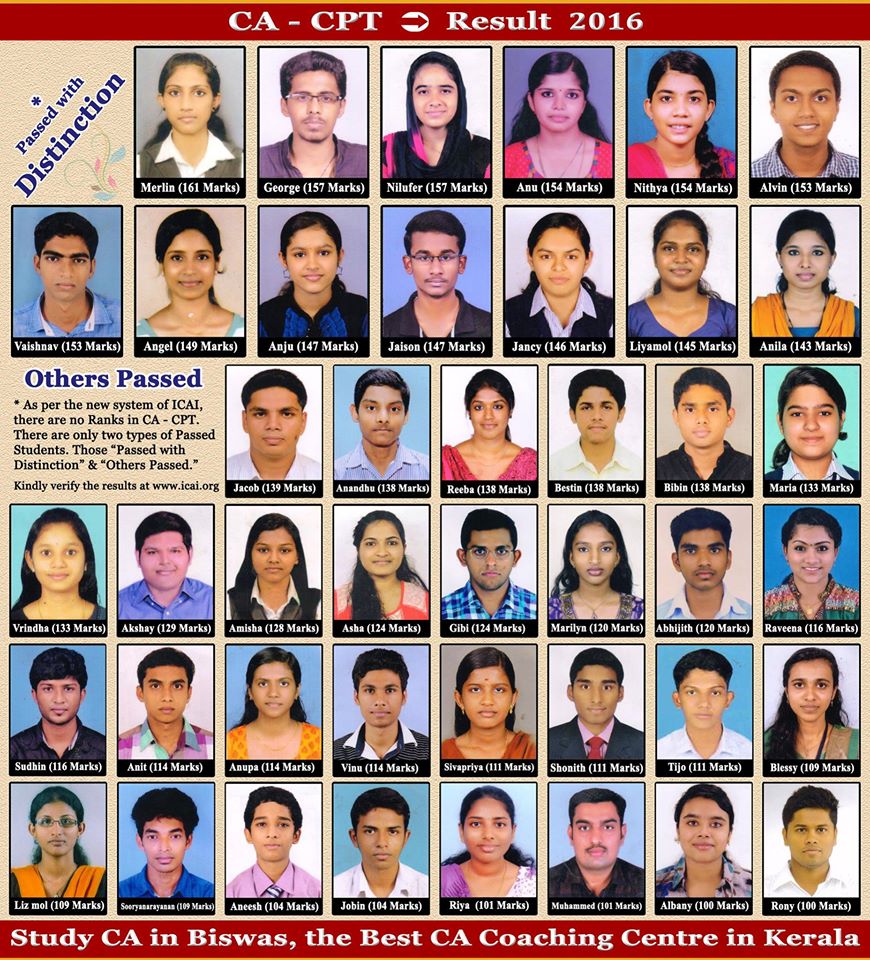 CA - CPT ➲ Result 2016
* Passed with
Distinction
Merlin (161 Marks)
George (157 Marks)
Nilufer (157 Marks)
Anu (154 Marks)
Nithya (154 Marks)
Alvin (153 Marks)
Vaishnav (153 Marks)
Angel (149 Marks)
Anju (147 Marks)
Jaison (147 Marks)
Jancy (146 Marks)
Liyamol (145 Marks)
Anila (143 Marks)
Others Passed
* As per the new system of ICAI,
there are no Ranks in CA - CPT.
There are only two types of Passed
Students. Those “Passed with
Distinction” & “Others Passed.”
Kindly verify the results at www.icai.org
Jacob (139 Marks)
Anandhu (138 Marks)
Reeba (138 Marks)
Bestin (138 Marks)
Bibin (138 Marks)
Maria (133 Marks)
Vrindha (133 Marks)
Akshay (129 Marks)
Amisha (128 Marks)
Asha (124 Marks)
Gibi (124 Marks)
Marilyn (120 Marks)
Abhijith (120 Marks)
Raveena (116 Marks)
Sudhin (116 Marks)
Anit (114 Marks)
Anupa (114 Marks)
Vinu (114 Marks)
Sivapriya (111 Marks)
Shonith (111 Marks)
Tijo (111 Marks)
Blessy (109 Marks)
Liz mol (109 Marks)
Sooryanarayanan (109 Marks)
Aneesh (104 Marks)
Jobin (104 Marks)
Riya (101 Marks)
Muhammed (101 Marks)
Albany (100 Marks)
Rony (100 Marks)
Study CA in Biswas, the Best CA Coaching Centre in Kerala